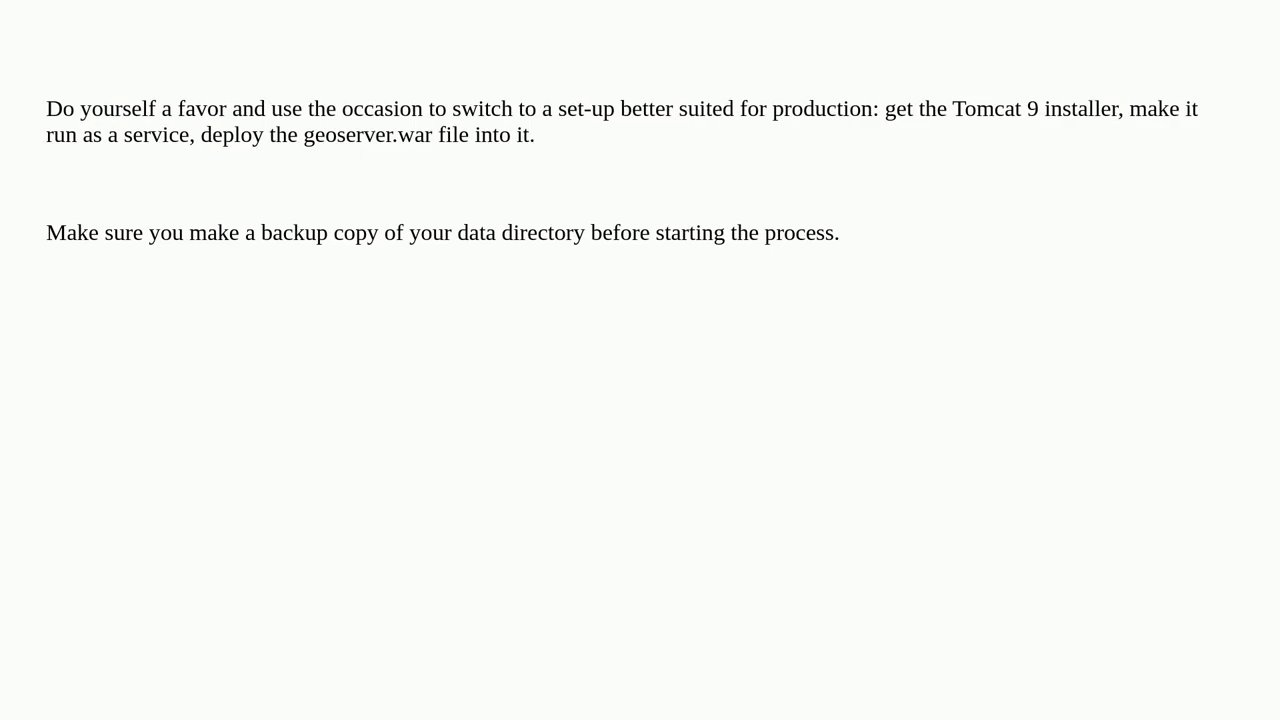 Do yourself a favor and use the occasion to switch to a set-up better suited for production: get the Tomcat 9 installer, make it
run as a service, deploy the geoserver.war file into it.
Make sure you make a backup copy of your data directory before starting the process.